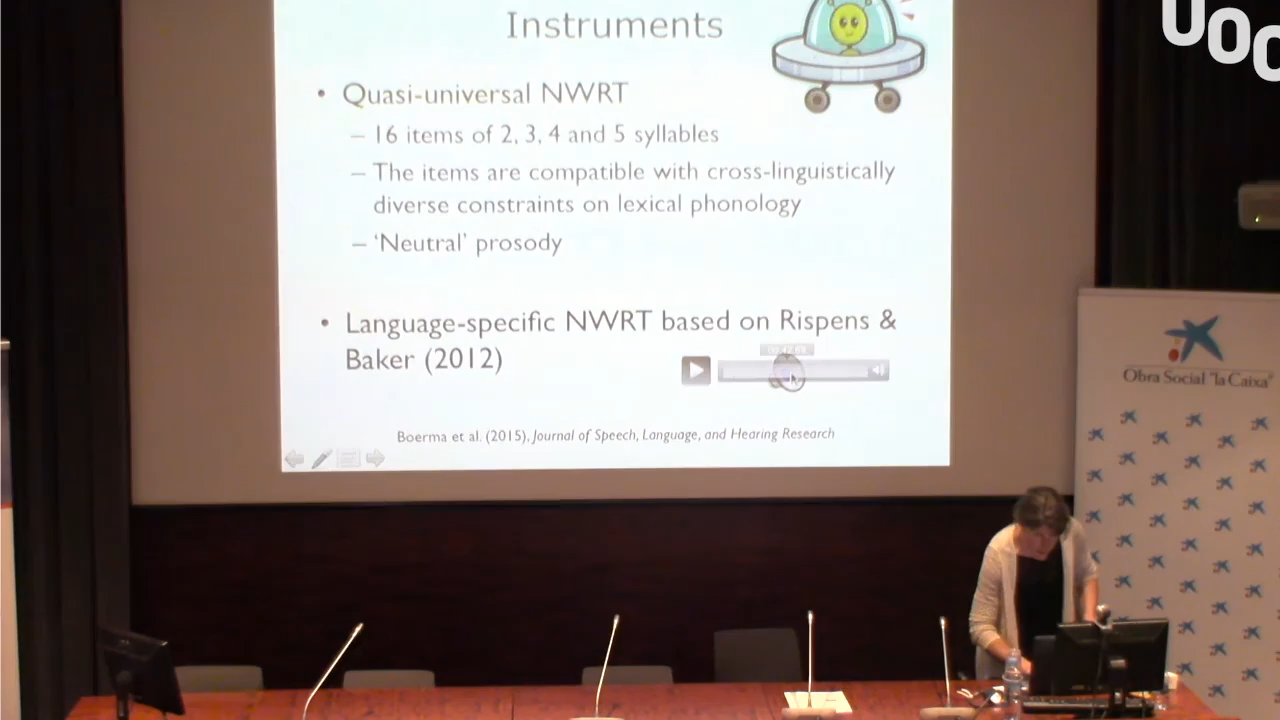 UOC
Instruments
• Quasi-universal NWRT
– 16 items of 2, 3, 4 and 5 syllables
– The items are compatible with cross-linguistically
diverse constraints on lexical phonology
– ‘Neutral’ prosody
• Language-specific NWRT based on Rispens &
Baker (2012)
Boerma et al. (2015), Journal of Speech, Language, and Hearing Research
Obra Social "la Caixa"